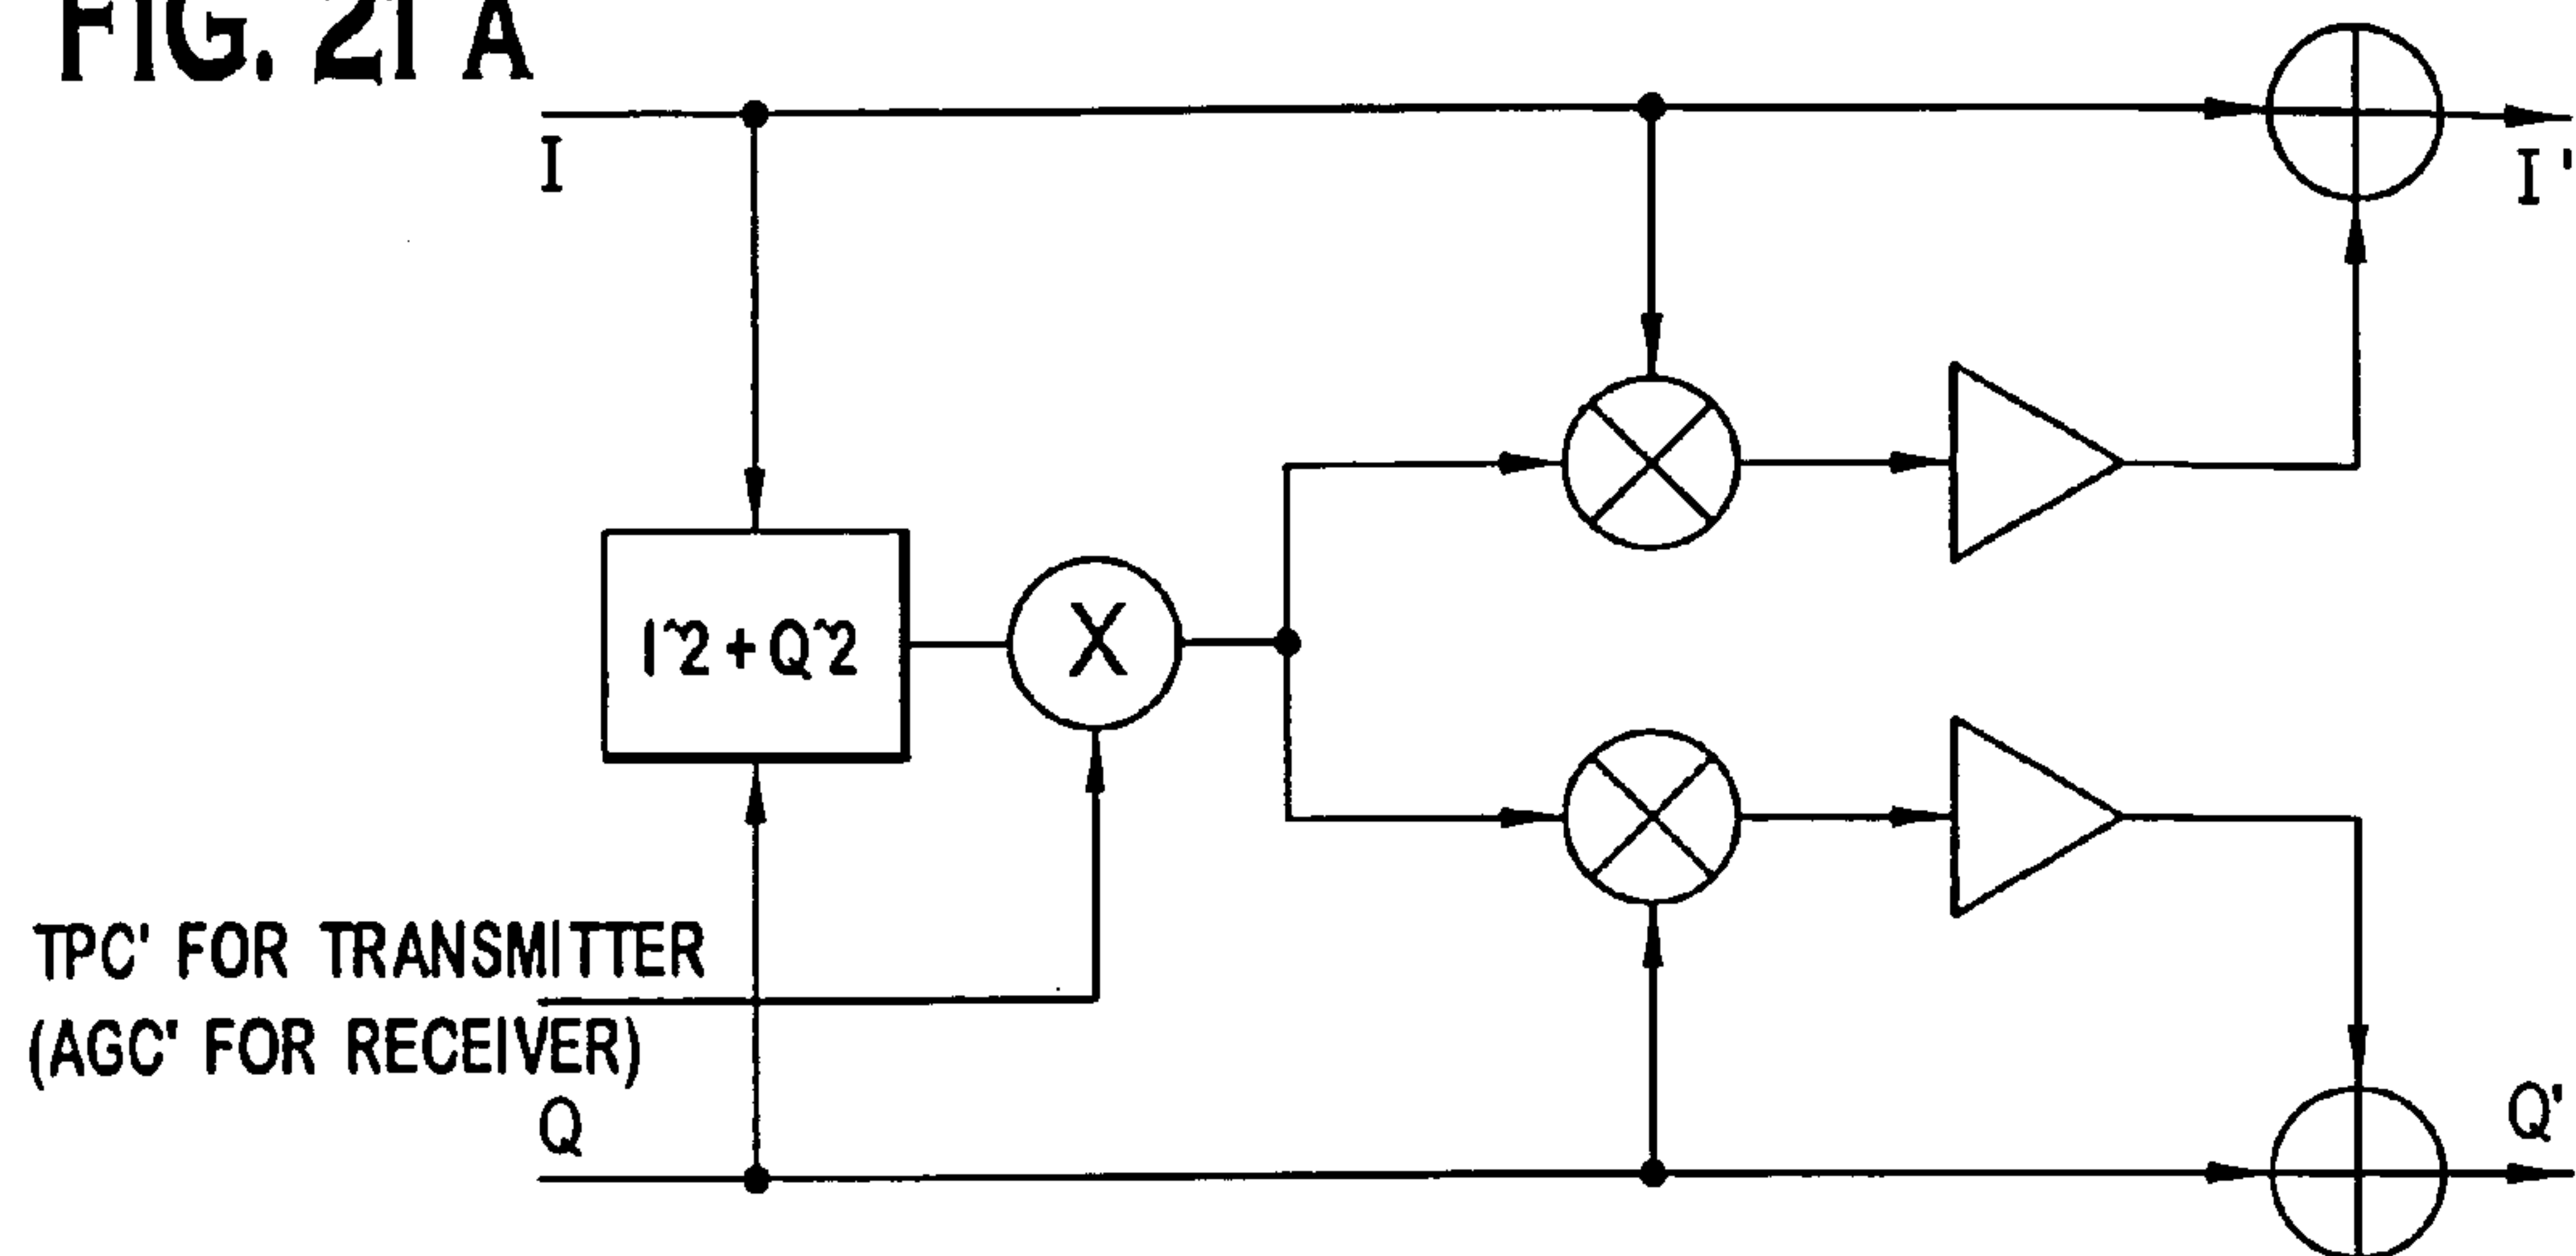 FIG. 21 A
I
I'
I^2 + Q^2
X
TPC' FOR TRANSMITTER
(AGC' FOR RECEIVER)
Q
Q'